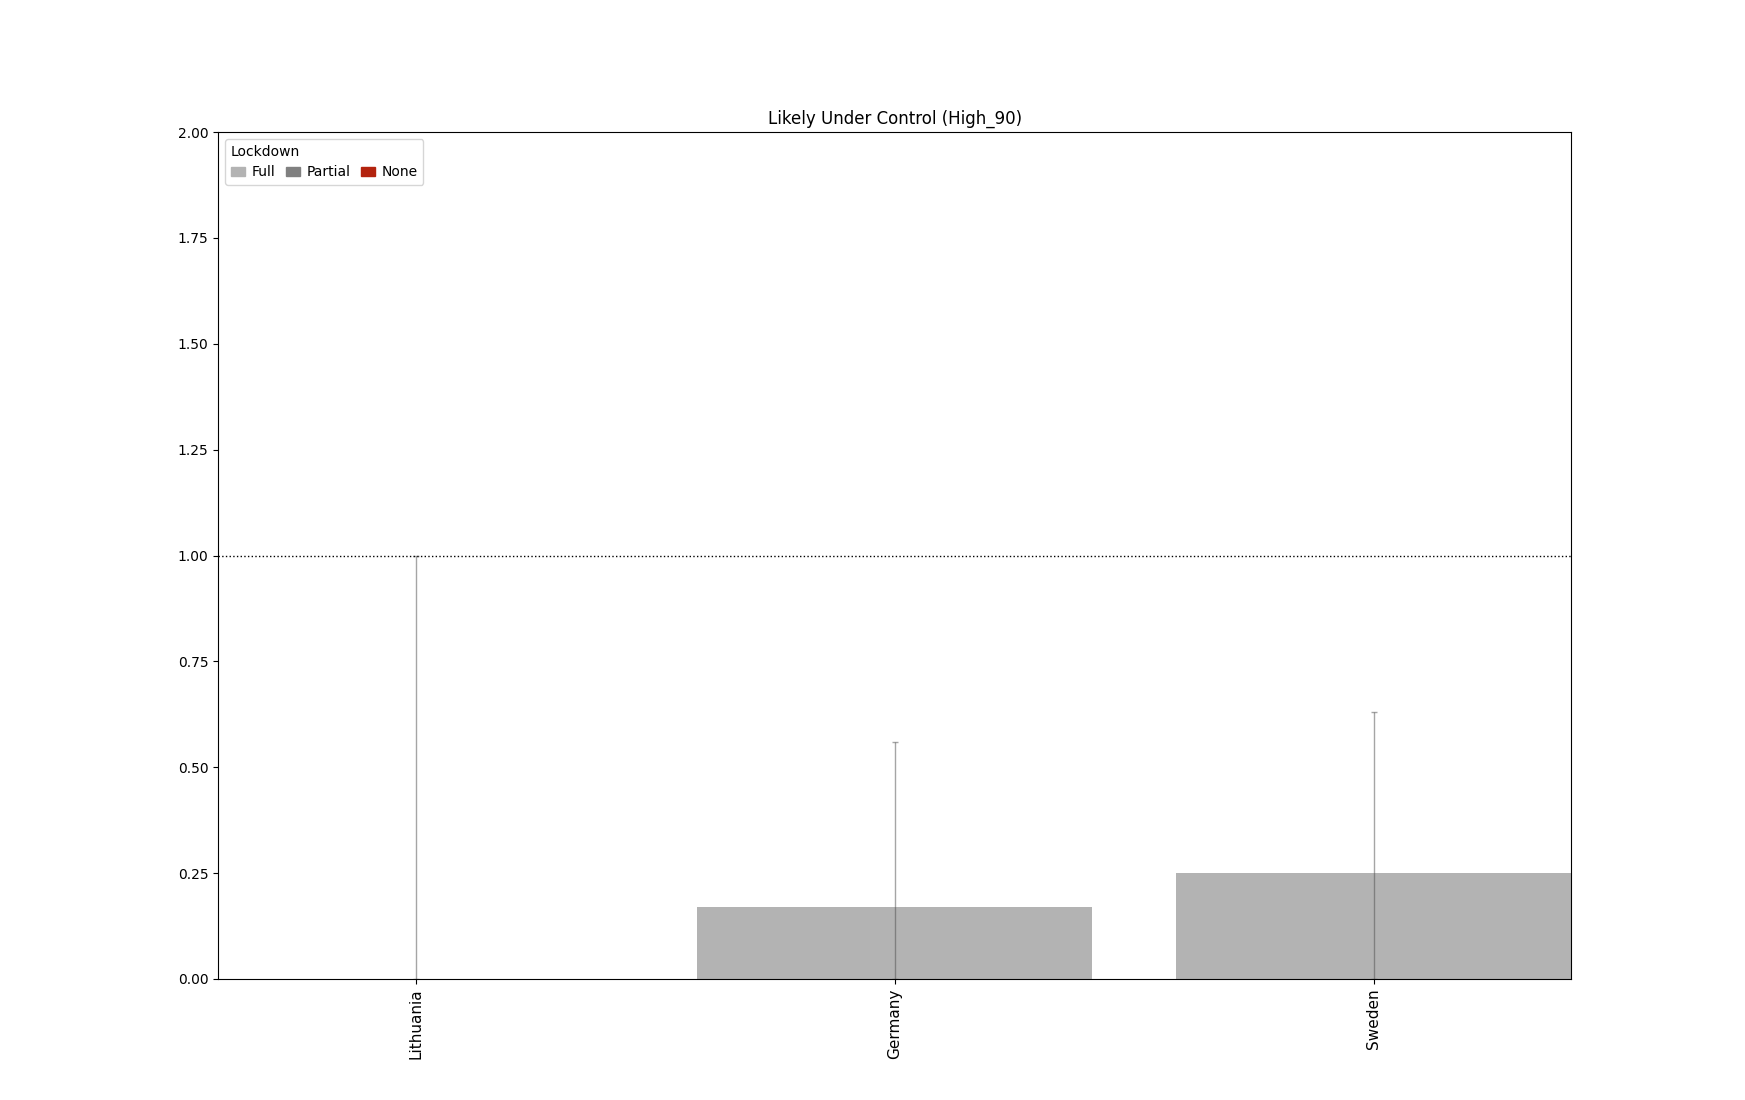 Likely Under Control (High_90)
2.00
Lockdown
Full Partial None
1.75
1.50
1.25
1.00
0.75
0.50
0.25
0.00
Lithuania
Germany
Sweden